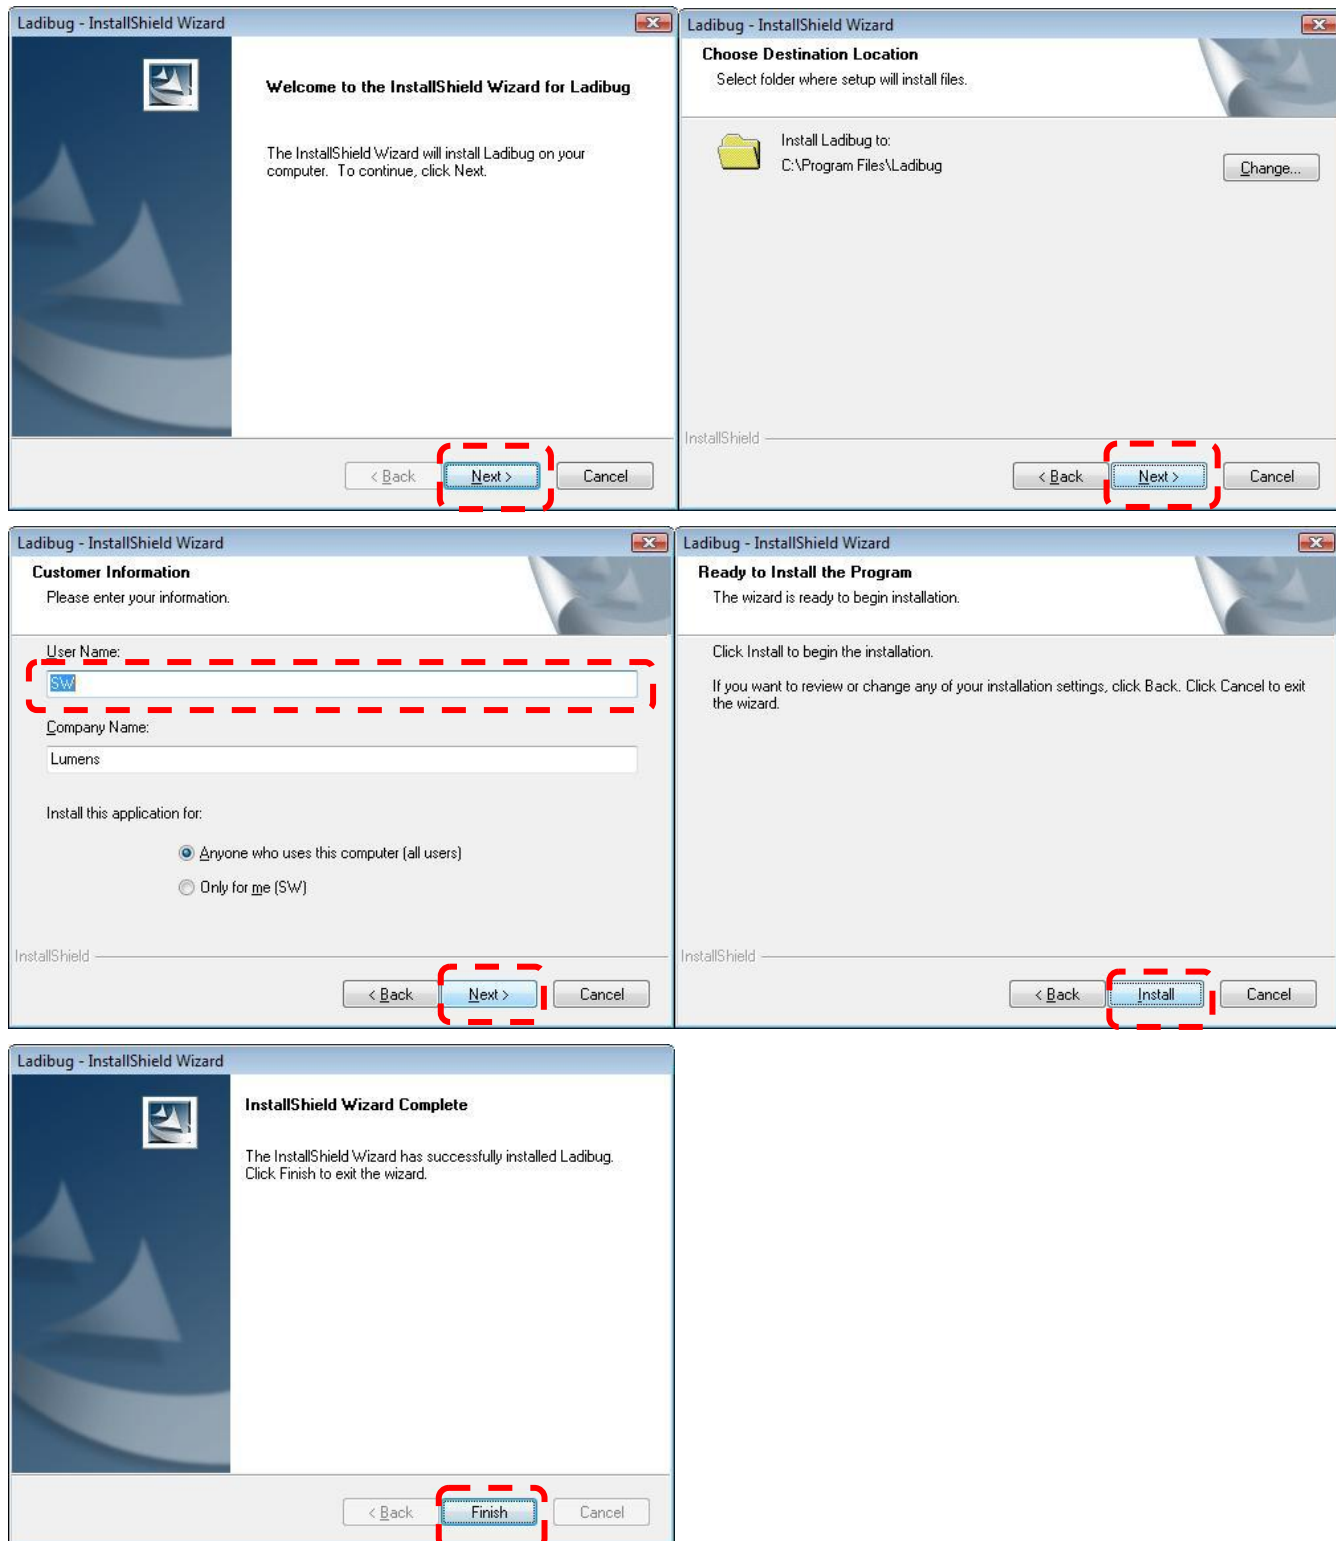 Ladibug - InstallShield Wizard
Welcome to the InstallShield Wizard for Ladibug
The InstallShield Wizard will install Ladibug on your
computer. To continue, click Next.
< Back
Next >
Cancel
Ladibug - InstallShield Wizard
Choose Destination Location
Select folder where setup will install files.
Install Ladibug to:
C:\Program Files\Ladibug
Change...
InstallShield
< Back
Next >
Cancel
Ladibug - InstallShield Wizard
Customer Information
Please enter your information.
User Name:
SW
Company Name:
Lumens
Install this application for:
Anyone who uses this computer (all users)
Only for me (SW)
InstallShield
< Back
Next >
Cancel
Ladibug - InstallShield Wizard
Ready to Install the Program
The wizard is ready to begin installation.
Click Install to begin the installation.
If you want to review or change any of your installation settings, click Back. Click Cancel to exit
the wizard.
InstallShield
< Back
Install
Cancel
Ladibug - InstallShield Wizard
InstallShield Wizard Complete
The InstallShield Wizard has successfully installed Ladibug.
Click Finish to exit the wizard.
< Back
Finish
Cancel